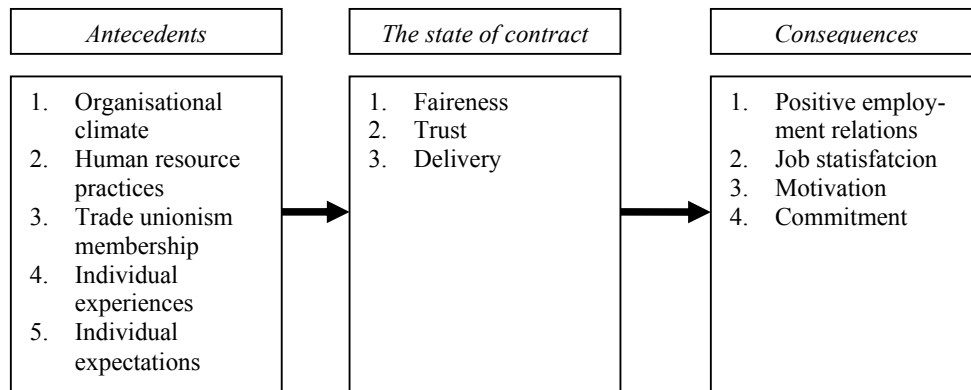 Antecedents
The state of contract
Consequences
1. Organisational
climate
2. Human resource
practices
3. Trade unionism
membership
4. Individual
experiences
5. Individual
expectations
1. Faireness
2. Trust
3. Delivery
1. Positive employ-
ment relations
2. Job statisfatcion
3. Motivation
4. Commitment